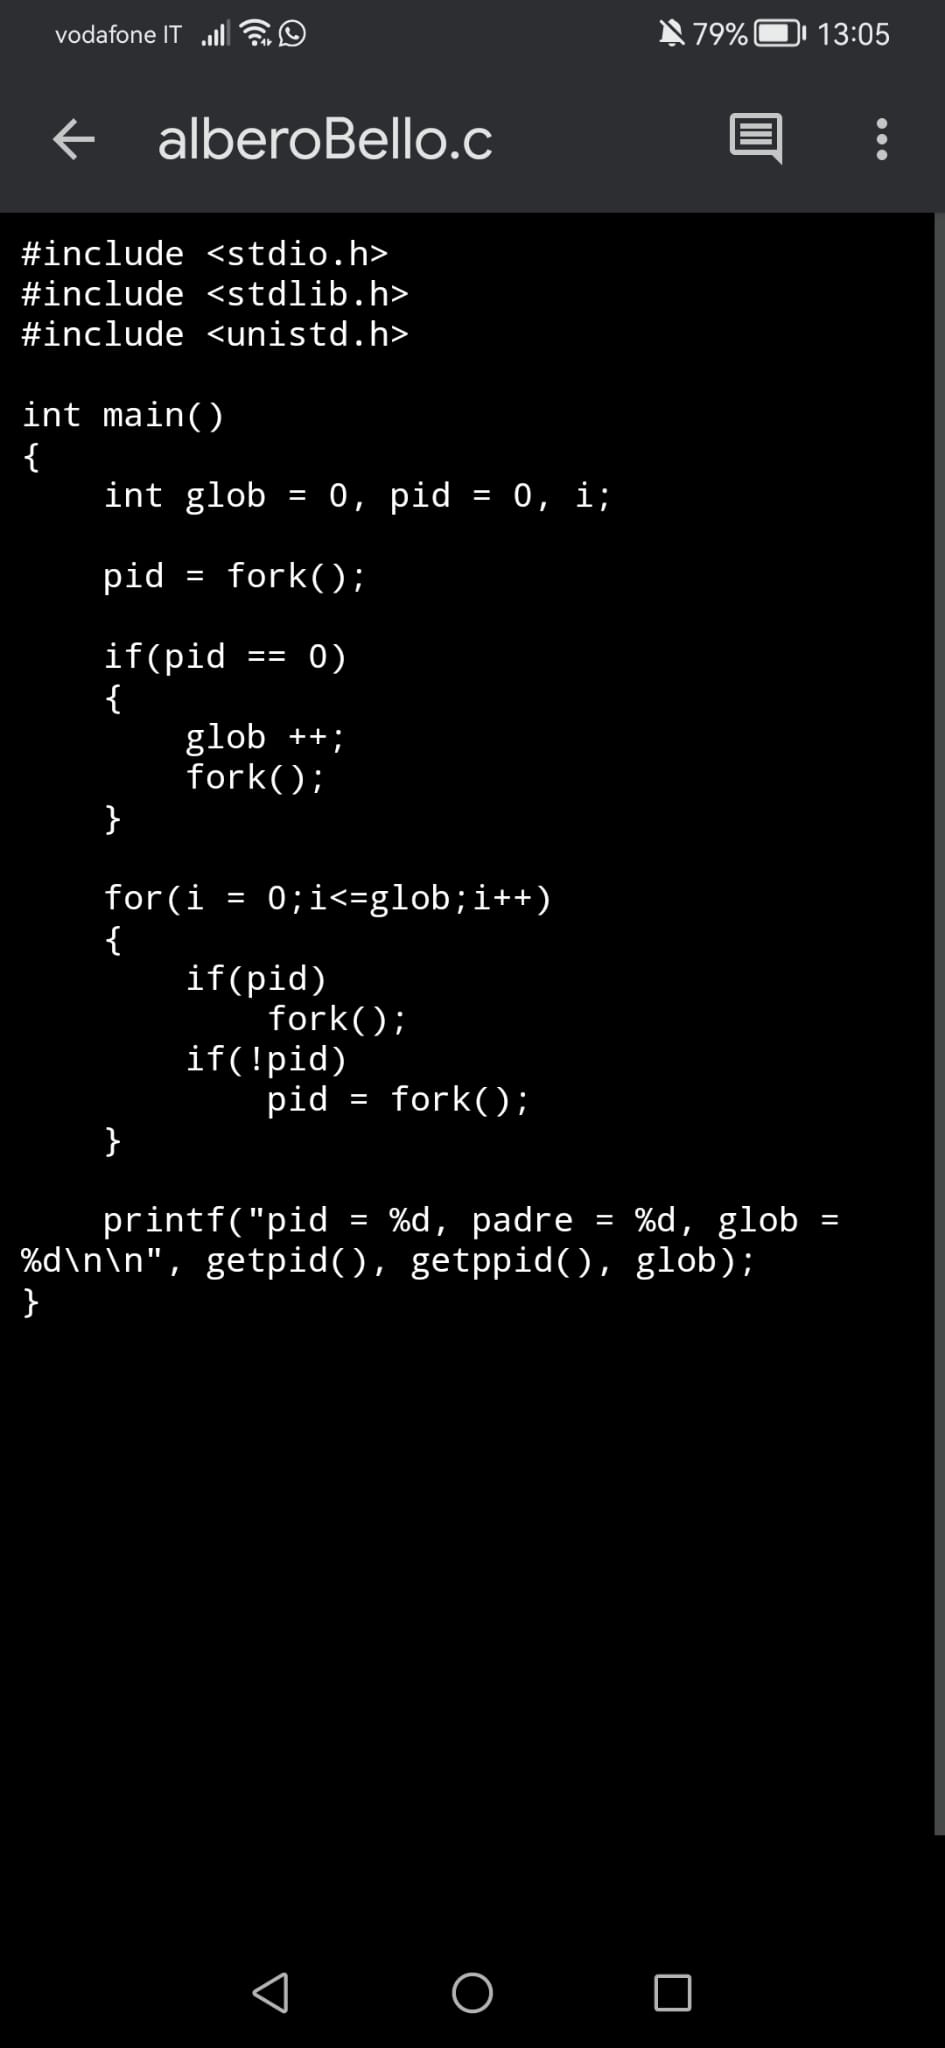 vodafone IT 79% 13:05
alberoBello.c
#include <stdio.h>
#include <stdlib.h>
#include <unistd.h>
int main()
{
    int glob = 0, pid = 0, i;
    pid = fork();
    if(pid == 0)
    {
        glob ++;
        fork();
    }
    for(i = 0;i<=glob;i++)
    {
        if(pid)
            fork();
        if(!pid)
            pid = fork();
    }
    printf("pid = %d, padre = %d, glob =
%d\n\n", getpid(), getppid(), glob);
}